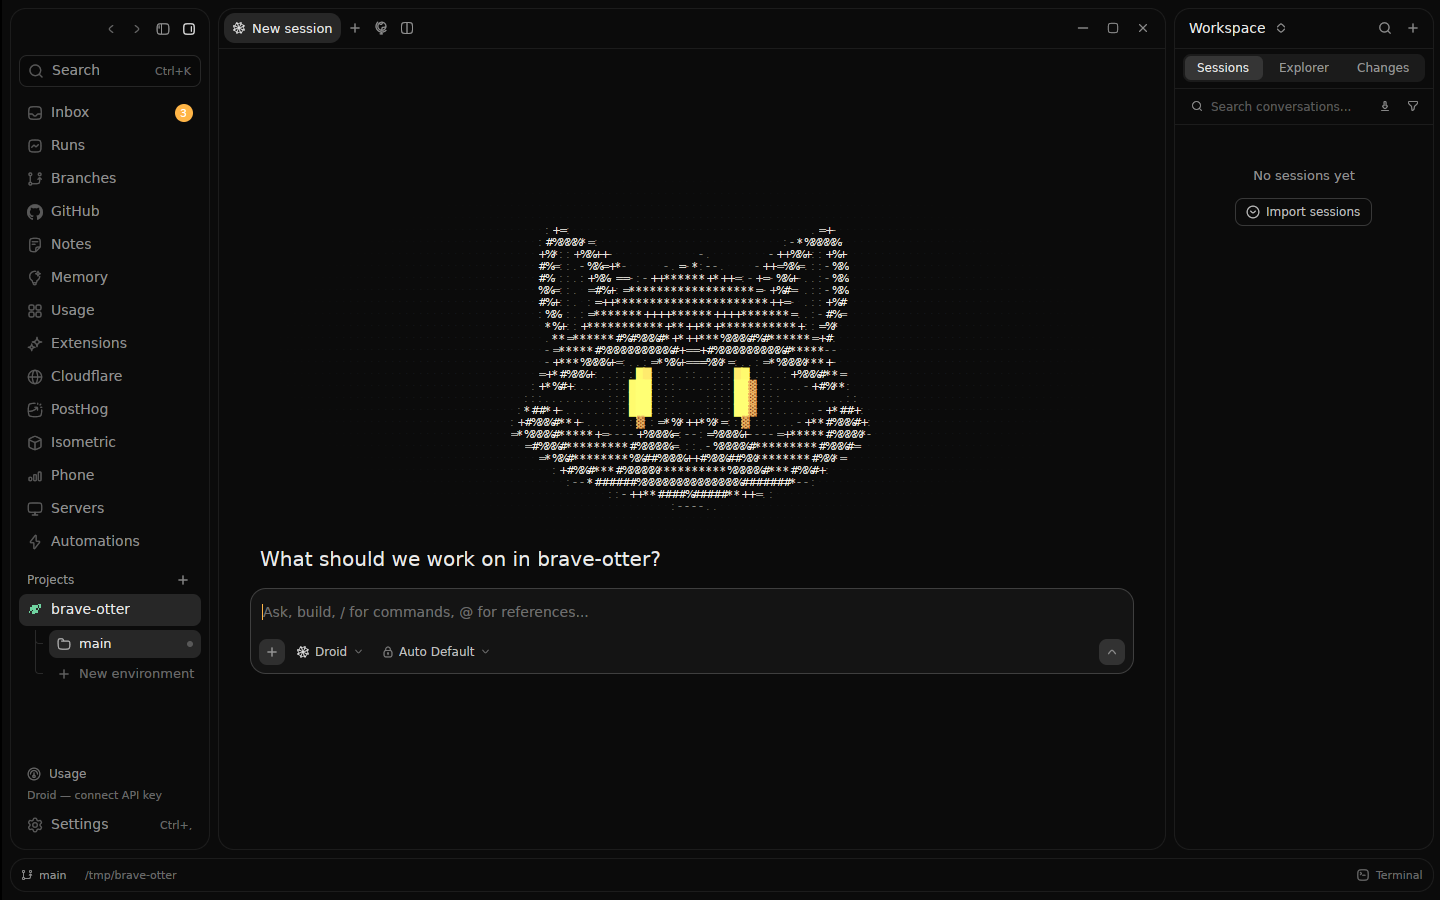 Search Ctrl+K
Inbox 3
Runs
Branches
GitHub
Notes
Memory
Usage
Extensions
Cloudflare
PostHog
Isometric
Phone
Servers
Automations
Projects
brave-otter
main
New environment
Usage
Droid — connect API key
Settings Ctrl+,
New session
What should we work on in brave-otter?
Ask, build, / for commands, @ for references...
Droid Auto Default
Workspace
Sessions Explorer Changes
Search conversations...
No sessions yet
Import sessions
main /tmp/brave-otter
Terminal